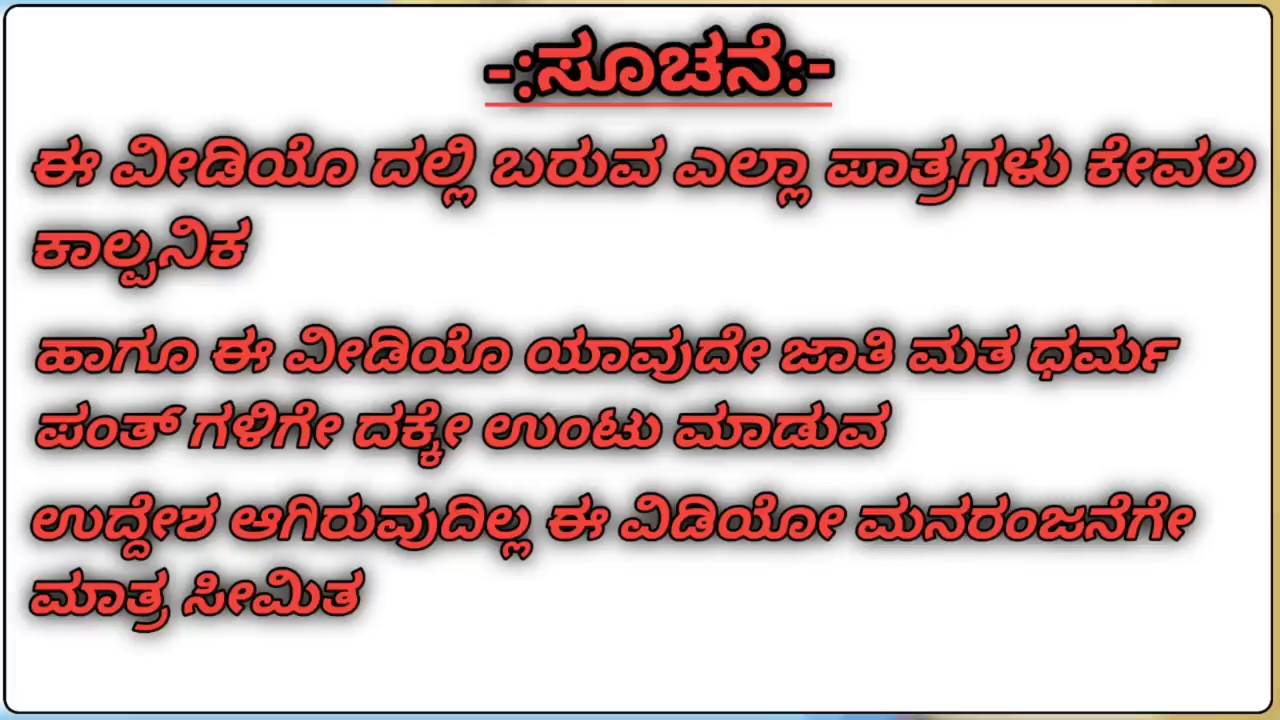 -:ಸೂಚನೆ:-
ಈ ವೀಡಿಯೊ ದಲ್ಲಿ ಬರುವ ಎಲ್ಲಾ ಪಾತ್ರಗಳು ಕೇವಲ
ಕಾಲ್ಪನಿಕ
ಹಾಗೂ ಈ ವೀಡಿಯೊ ಯಾವುದೇ ಜಾತಿ ಮತ ಧರ್ಮ
ಪಂತ್ ಗಳಿಗೇ ದಕ್ಕೇ ಉಂಟು ಮಾಡುವ
ಉದ್ದೇಶ ಆಗಿರುವುದಿಲ್ಲ ಈ ವಿಡಿಯೋ ಮನರಂಜನೆಗೇ
ಮಾತ್ರ ಸೀಮಿತ